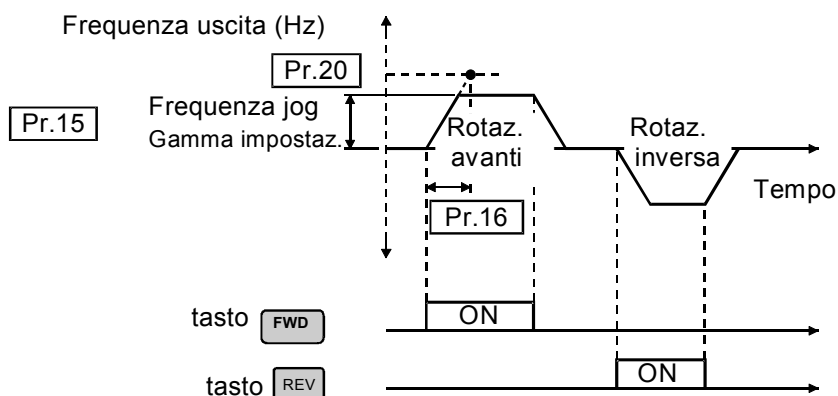 Frequenza uscita (Hz)
Pr.20
Pr.15
Frequenza jog
Gamma impostaz.
Rotaz.
avanti
Rotaz.
inversa
Tempo
Pr.16
tasto FWD
ON
tasto REV
ON